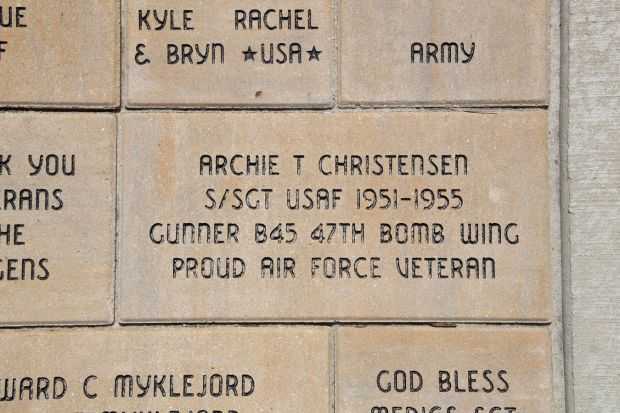 UE
KYLE RACHEL
& BRYN ★USA★
ARMY
K YOU
ARCHIE T CHRISTENSEN
S/SGT USAF 1951-1955
GUNNER B45 47TH BOMB WING
PROUD AIR FORCE VETERAN
RANS
HE
GENS
WARD C MYKLEJORD
GOD BLESS